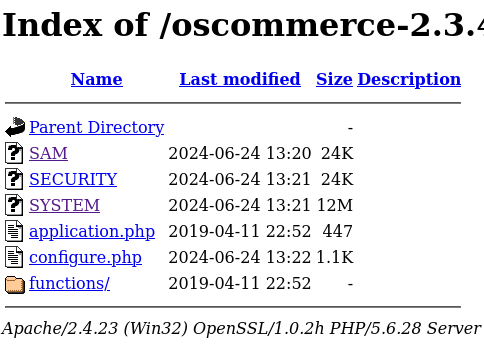 Index of /oscommerce-2.3.4
Name Last modified Size Description
Parent Directory -
SAM 2024-06-24 13:20 24K
SECURITY 2024-06-24 13:21 24K
SYSTEM 2024-06-24 13:21 12M
application.php 2019-04-11 22:52 447
configure.php 2024-06-24 13:22 1.1K
functions/ 2019-04-11 22:52 -
Apache/2.4.23 (Win32) OpenSSL/1.0.2h PHP/5.6.28 Server